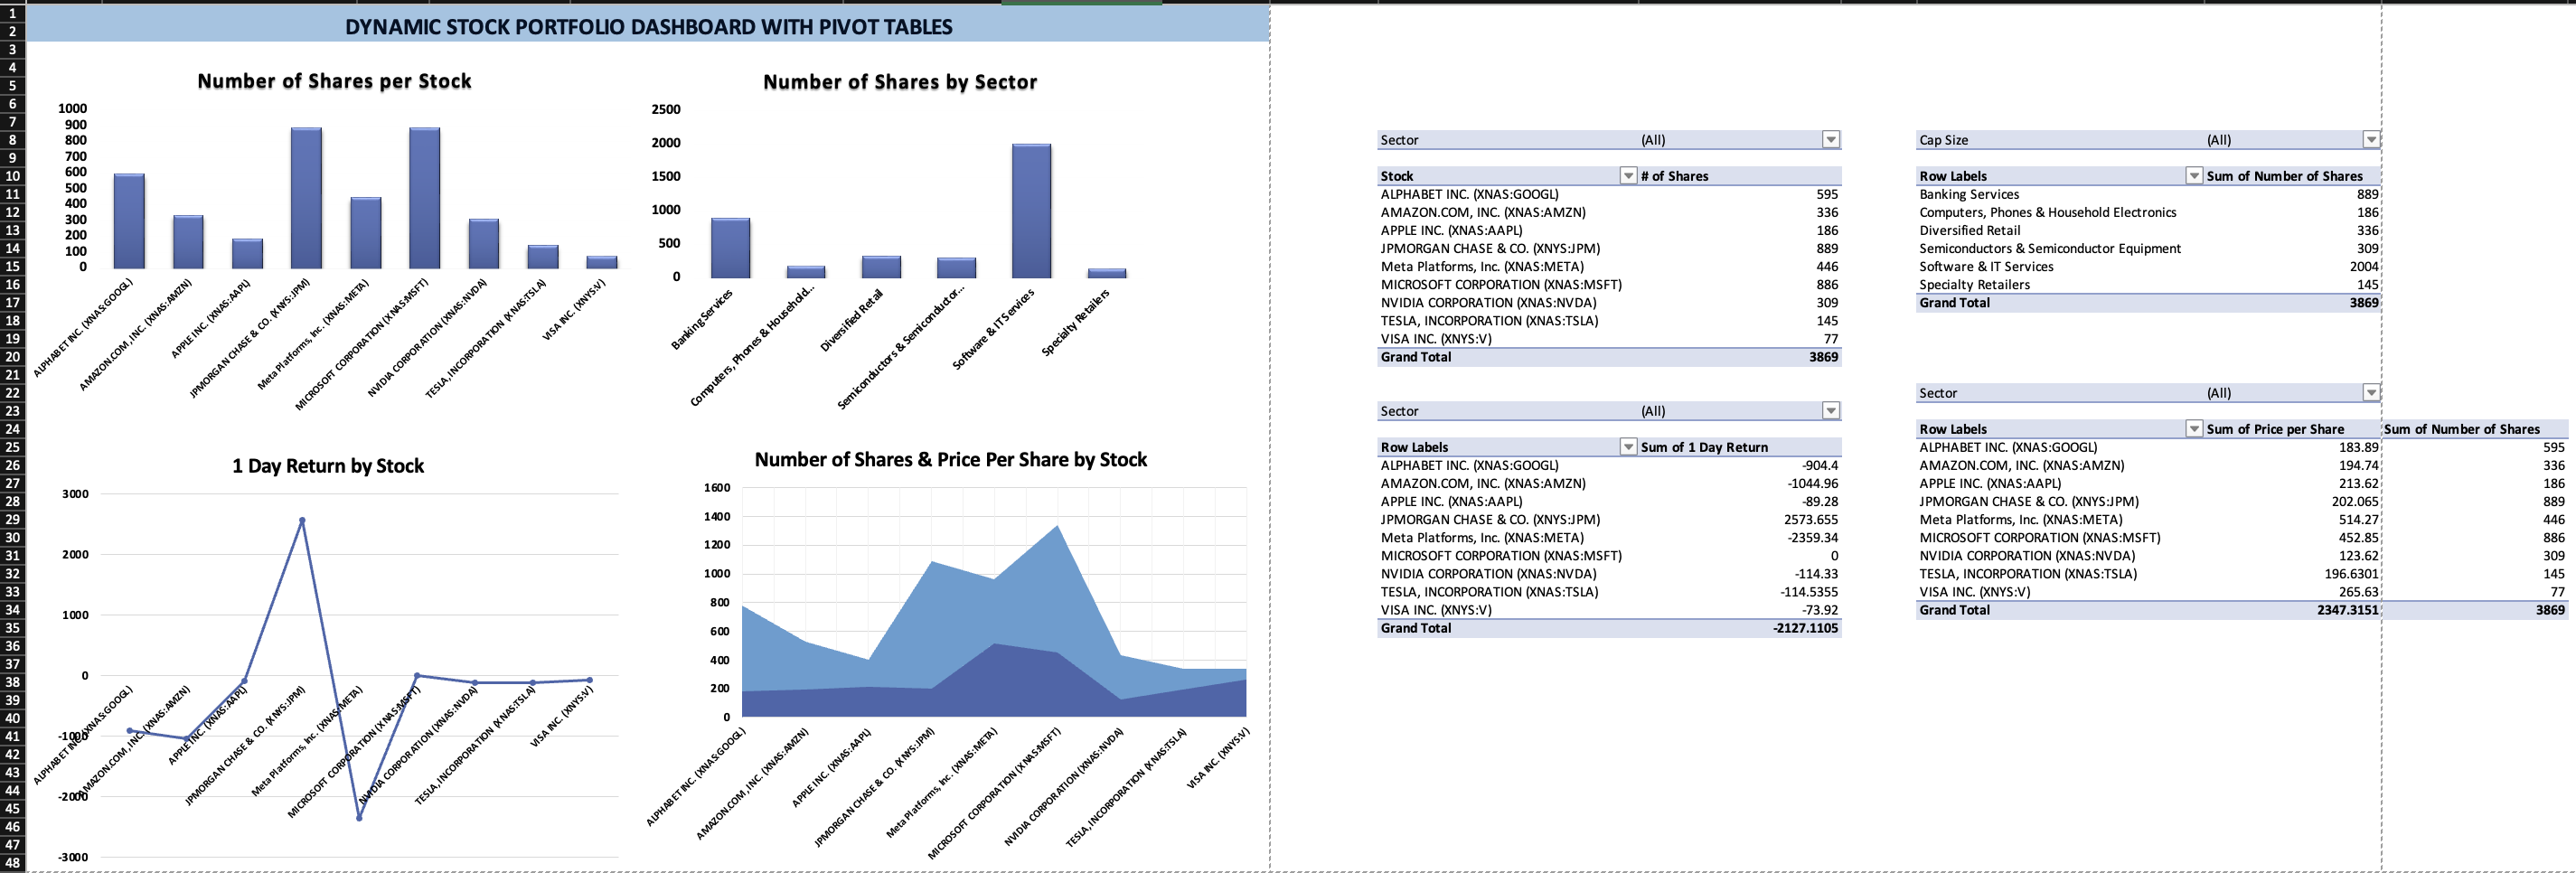 DYNAMIC STOCK PORTFOLIO DASHBOARD WITH PIVOT TABLES
Number of Shares per Stock
1000
900
800
700
600
500
400
300
200
100
0
ALPHABET INC. (XNAS:GOOGL)
AMAZON.COM, INC. (XNAS:AMZN)
APPLE INC. (XNAS:AAPL)
JPMORGAN CHASE & CO. (XNYS:JPM)
Meta Platforms, Inc. (XNAS:META)
MICROSOFT CORPORATION (XNAS:MSFT)
NVIDIA CORPORATION (XNAS:NVDA)
TESLA, INCORPORATION (XNAS:TSLA)
VISA INC. (XNYS:V)
Number of Shares by Sector
2500
2000
1500
1000
500
0
Banking Services
Computers, Phones & Household...
Diversified Retail
Semiconductors & Semiconductor...
Software & IT Services
Specialty Retailers
1 Day Return by Stock
3000
2000
1000
0
-1000
-2000
-3000
ALPHABET INC. (XNAS:GOOGL)
AMAZON.COM, INC. (XNAS:AMZN)
APPLE INC. (XNAS:AAPL)
JPMORGAN CHASE & CO. (XNYS:JPM)
Meta Platforms, Inc. (XNAS:META)
MICROSOFT CORPORATION (XNAS:MSFT)
NVIDIA CORPORATION (XNAS:NVDA)
TESLA, INCORPORATION (XNAS:TSLA)
VISA INC. (XNYS:V)
Number of Shares & Price Per Share by Stock
1600
1400
1200
1000
800
600
400
200
0
ALPHABET INC. (XNAS:GOOGL)
AMAZON.COM, INC. (XNAS:AMZN)
APPLE INC. (XNAS:AAPL)
JPMORGAN CHASE & CO. (XNYS:JPM)
Meta Platforms, Inc. (XNAS:META)
MICROSOFT CORPORATION (XNAS:MSFT)
NVIDIA CORPORATION (XNAS:NVDA)
TESLA, INCORPORATION (XNAS:TSLA)
VISA INC. (XNYS:V)
Sector (All)
Stock # of Shares
ALPHABET INC. (XNAS:GOOGL) 595
AMAZON.COM, INC. (XNAS:AMZN) 336
APPLE INC. (XNAS:AAPL) 186
JPMORGAN CHASE & CO. (XNYS:JPM) 889
Meta Platforms, Inc. (XNAS:META) 446
MICROSOFT CORPORATION (XNAS:MSFT) 886
NVIDIA CORPORATION (XNAS:NVDA) 309
TESLA, INCORPORATION (XNAS:TSLA) 145
VISA INC. (XNYS:V) 77
Grand Total 3869
Cap Size (All)
Row Labels Sum of Number of Shares
Banking Services 889
Computers, Phones & Household Electronics 186
Diversified Retail 336
Semiconductors & Semiconductor Equipment 309
Software & IT Services 2004
Specialty Retailers 145
Grand Total 3869
Sector (All)
Row Labels Sum of 1 Day Return
ALPHABET INC. (XNAS:GOOGL) -904.4
AMAZON.COM, INC. (XNAS:AMZN) -1044.96
APPLE INC. (XNAS:AAPL) -89.28
JPMORGAN CHASE & CO. (XNYS:JPM) 2573.655
Meta Platforms, Inc. (XNAS:META) -2359.34
MICROSOFT CORPORATION (XNAS:MSFT) 0
NVIDIA CORPORATION (XNAS:NVDA) -114.33
TESLA, INCORPORATION (XNAS:TSLA) -114.5355
VISA INC. (XNYS:V) -73.92
Grand Total -2127.1105
Sector (All)
Row Labels Sum of Price per Share Sum of Number of Shares
ALPHABET INC. (XNAS:GOOGL) 183.89 595
AMAZON.COM, INC. (XNAS:AMZN) 194.74 336
APPLE INC. (XNAS:AAPL) 213.62 186
JPMORGAN CHASE & CO. (XNYS:JPM) 202.065 889
Meta Platforms, Inc. (XNAS:META) 514.27 446
MICROSOFT CORPORATION (XNAS:MSFT) 452.85 886
NVIDIA CORPORATION (XNAS:NVDA) 123.62 309
TESLA, INCORPORATION (XNAS:TSLA) 196.6301 145
VISA INC. (XNYS:V) 265.63 77
Grand Total 2347.3151 3869
1
2
3
4
5
6
7
8
9
10
11
12
13
14
15
16
17
18
19
20
21
22
23
24
25
26
27
28
29
30
31
32
33
34
35
36
37
38
39
40
41
42
43
44
45
46
47
48